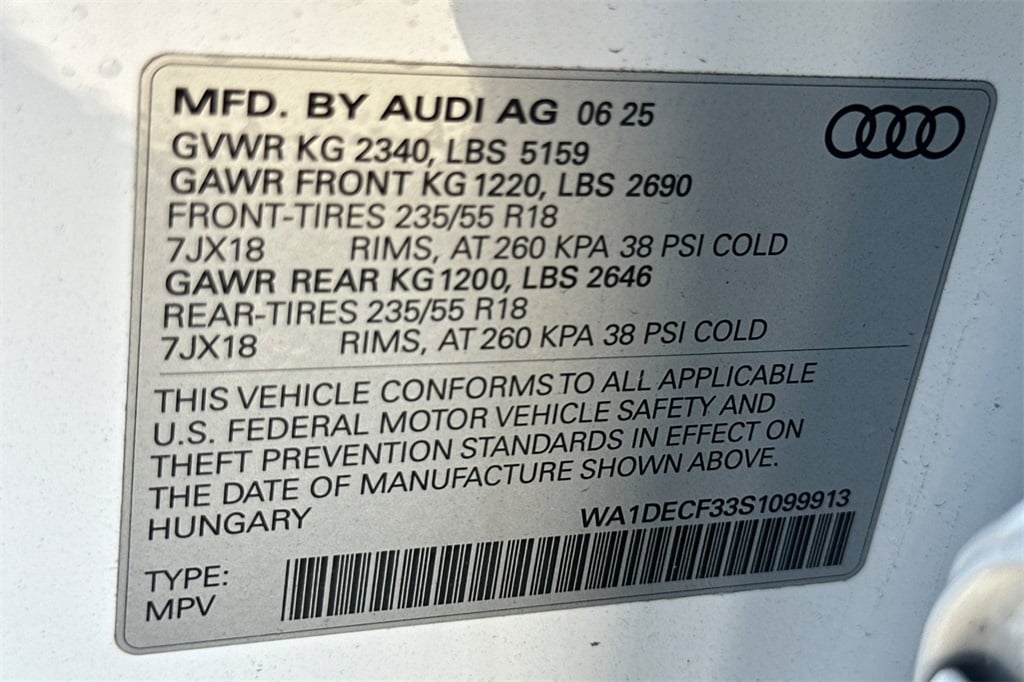 MFD. BY AUDI AG 06 25
GVWR KG 2340, LBS 5159
GAWR FRONT KG 1220, LBS 2690
FRONT-TIRES 235/55 R18
7JX18 RIMS, AT 260 KPA 38 PSI COLD
GAWR REAR KG 1200, LBS 2646
REAR-TIRES 235/55 R18
7JX18 RIMS, AT 260 KPA 38 PSI COLD
THIS VEHICLE CONFORMS TO ALL APPLICABLE
U.S. FEDERAL MOTOR VEHICLE SAFETY AND
THEFT PREVENTION STANDARDS IN EFFECT ON
THE DATE OF MANUFACTURE SHOWN ABOVE.
HUNGARY WA1DECF33S1099913
TYPE:
MPV